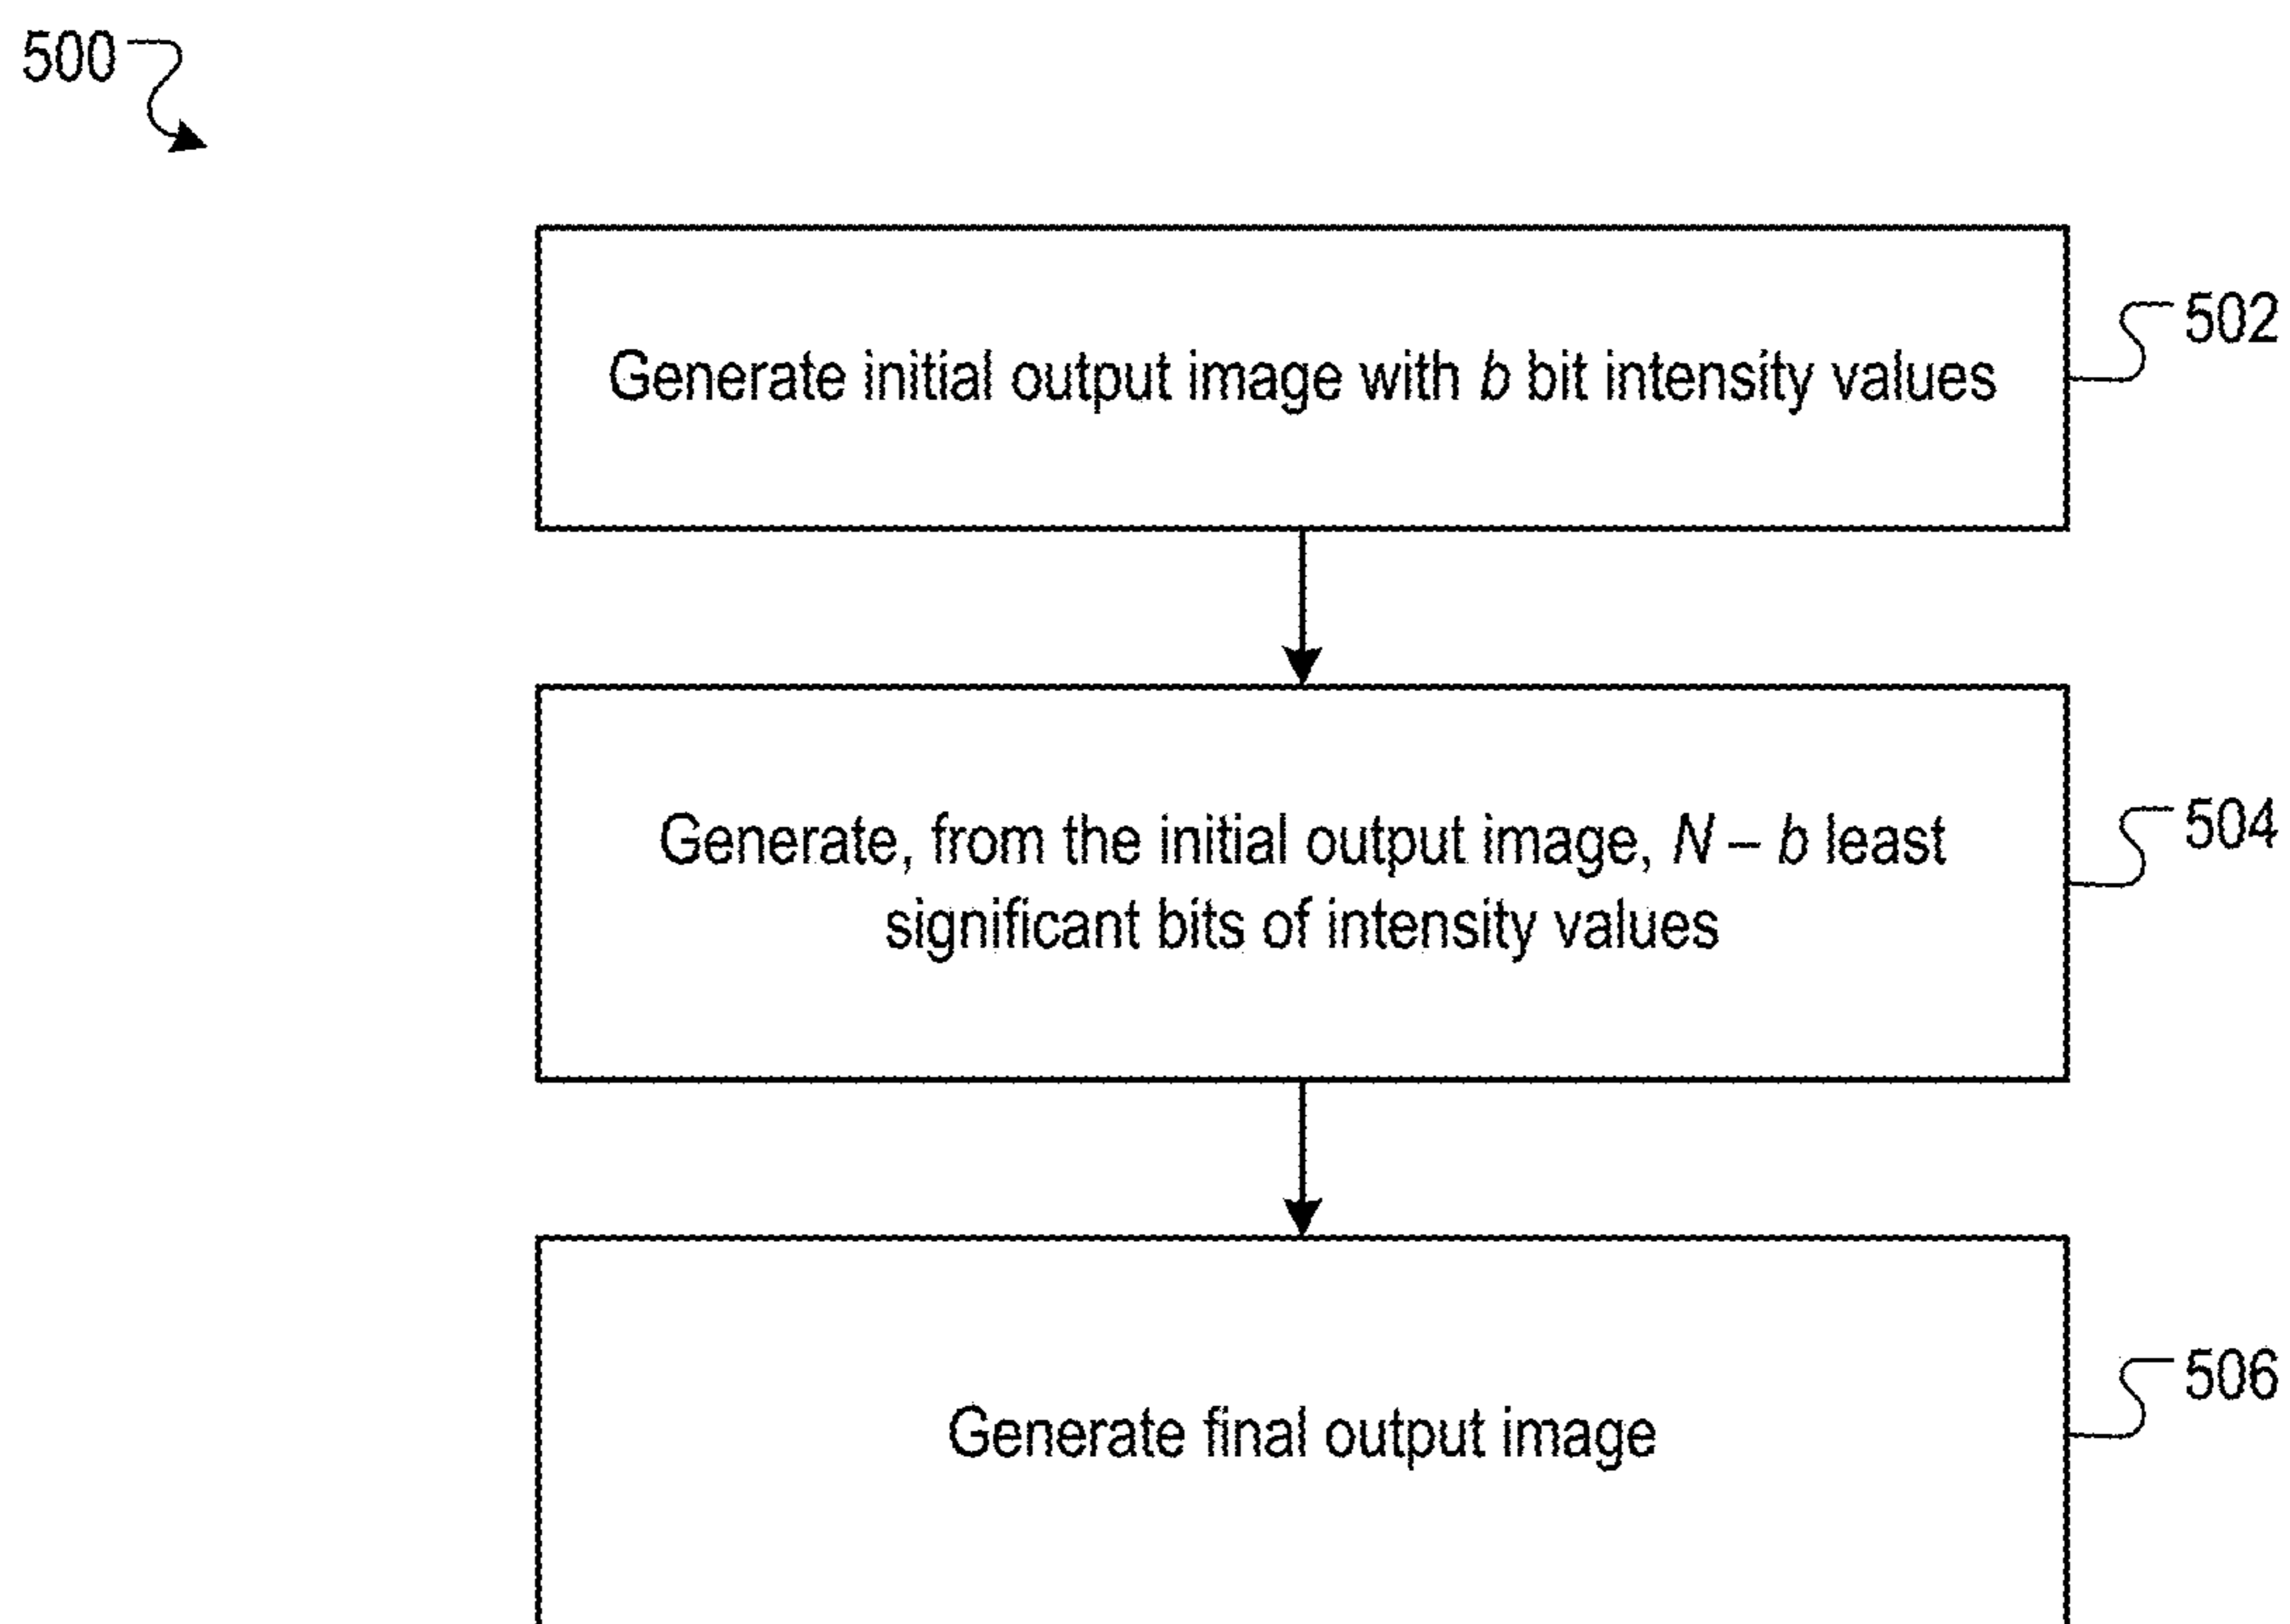 500
Generate initial output image with b bit intensity values
502
Generate, from the initial output image, N – b least
significant bits of intensity values
504
Generate final output image
506